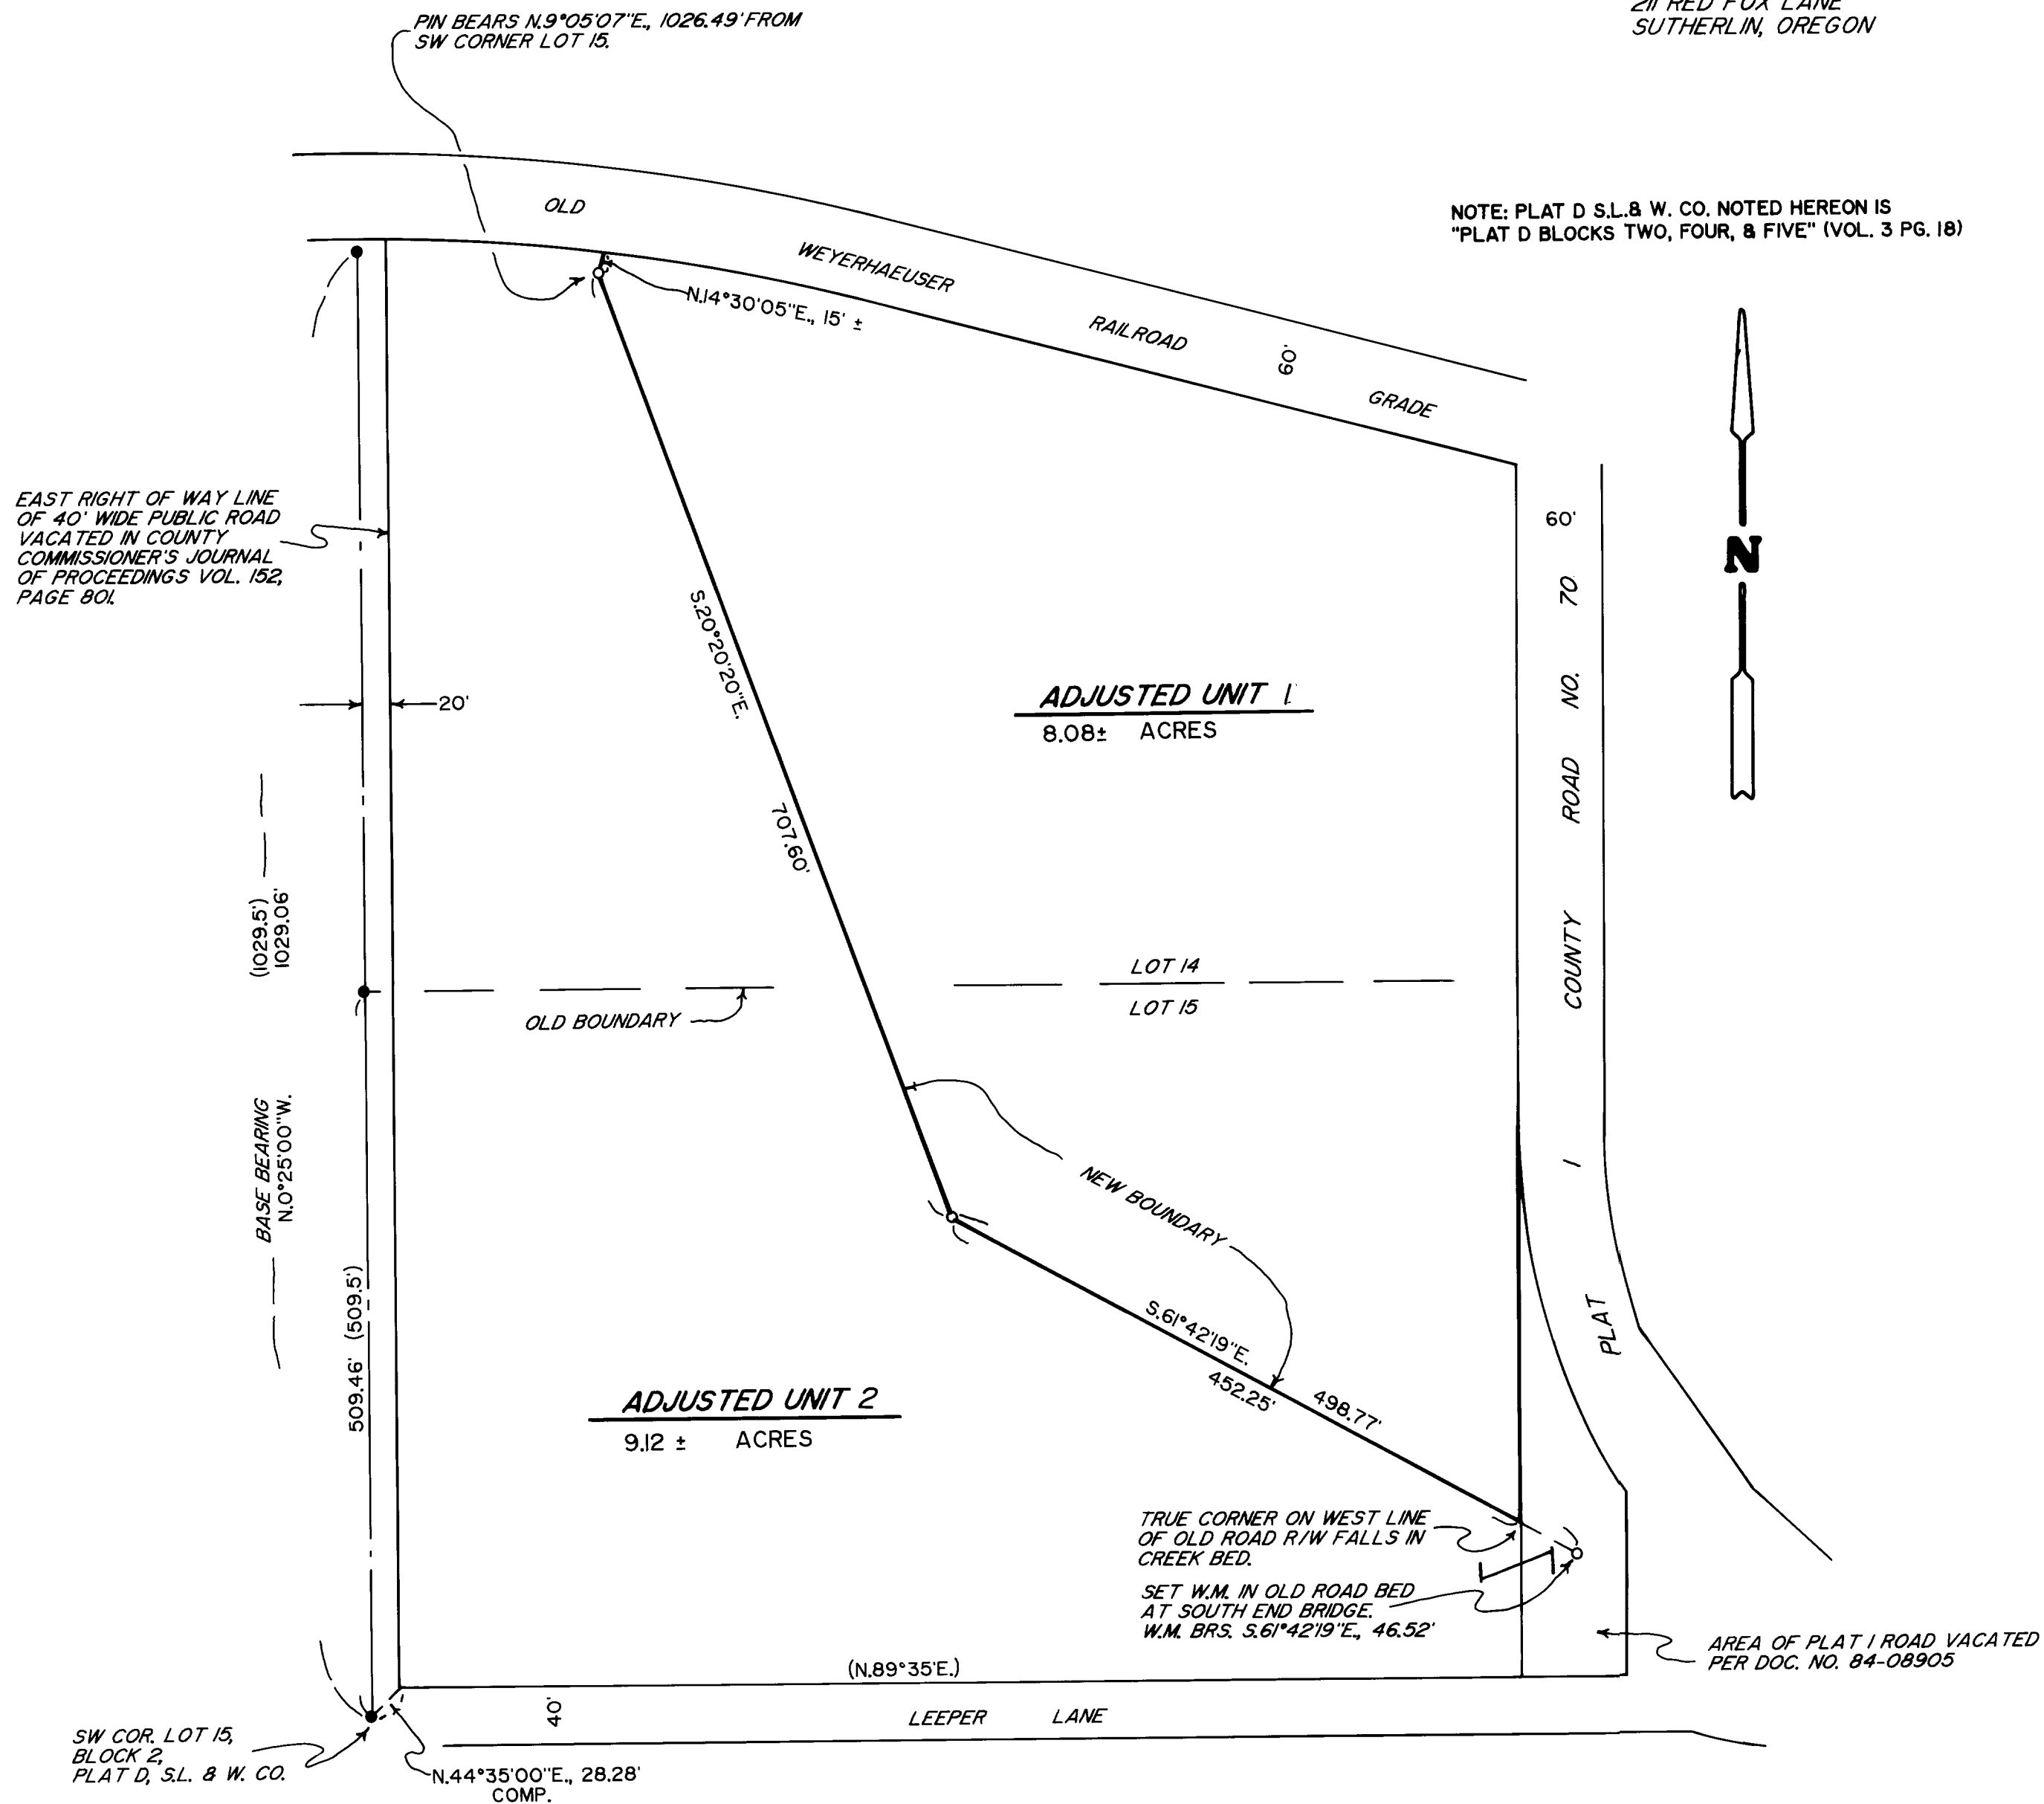 PIN BEARS N.9°05'07"E., 1026.49' FROM
SW CORNER LOT 15.
211 RED FOX LANE
SUTHERLIN, OREGON
NOTE: PLAT D S.L.& W. CO. NOTED HEREON IS
"PLAT D BLOCKS TWO, FOUR, & FIVE" (VOL. 3 PG. 18)
OLD
WEYERHAEUSER
RAILROAD
60'
GRADE
N.14°30'05"E., 15' ±
EAST RIGHT OF WAY LINE
OF 40' WIDE PUBLIC ROAD
VACATED IN COUNTY
COMMISSIONER'S JOURNAL
OF PROCEEDINGS VOL. 152,
PAGE 801.
60'
N
20'
S.20°20'20"E.
707.60'
ADJUSTED UNIT 1
8.08± ACRES
PLAT 1 COUNTY ROAD NO. 70
(1029.5')
1029.06'
LOT 14
LOT 15
OLD BOUNDARY
BASE BEARING
N.0°25'00"W.
NEW BOUNDARY
509.46' (509.5')
S.61°42'19"E.
452.25'
498.77'
ADJUSTED UNIT 2
9.12 ± ACRES
TRUE CORNER ON WEST LINE
OF OLD ROAD R/W FALLS IN
CREEK BED.
SET W.M. IN OLD ROAD BED
AT SOUTH END BRIDGE.
W.M. BRS. S.61°42'19"E., 46.52'
AREA OF PLAT 1 ROAD VACATED
PER DOC. NO. 84-08905
(N.89°35'E.)
40'
LEEPER LANE
SW COR. LOT 15,
BLOCK 2,
PLAT D, S.L. & W. CO.
N.44°35'00"E., 28.28'
COMP.